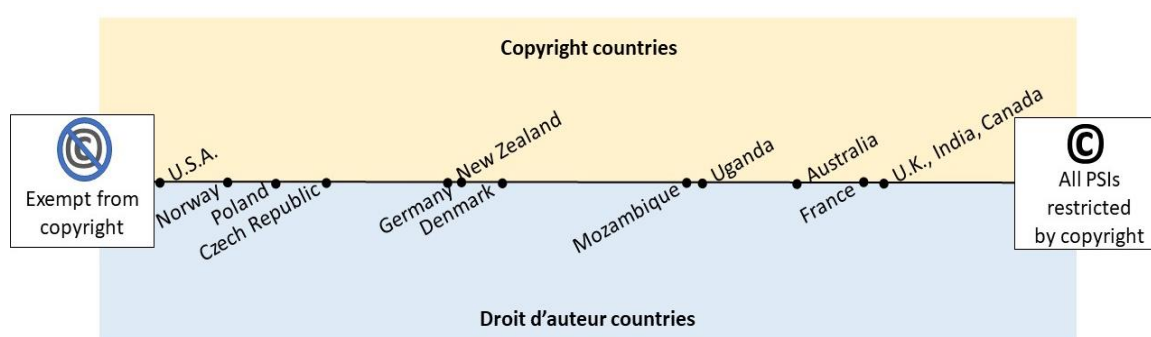 Copyright countries
©
Exempt from
copyright
U.S.A.
Norway
Poland
Czech Republic
Germany
New Zealand
Denmark
Mozambique
Uganda
Australia
France
U.K., India, Canada
©
All PSIs
restricted
by copyright
Droit d’auteur countries